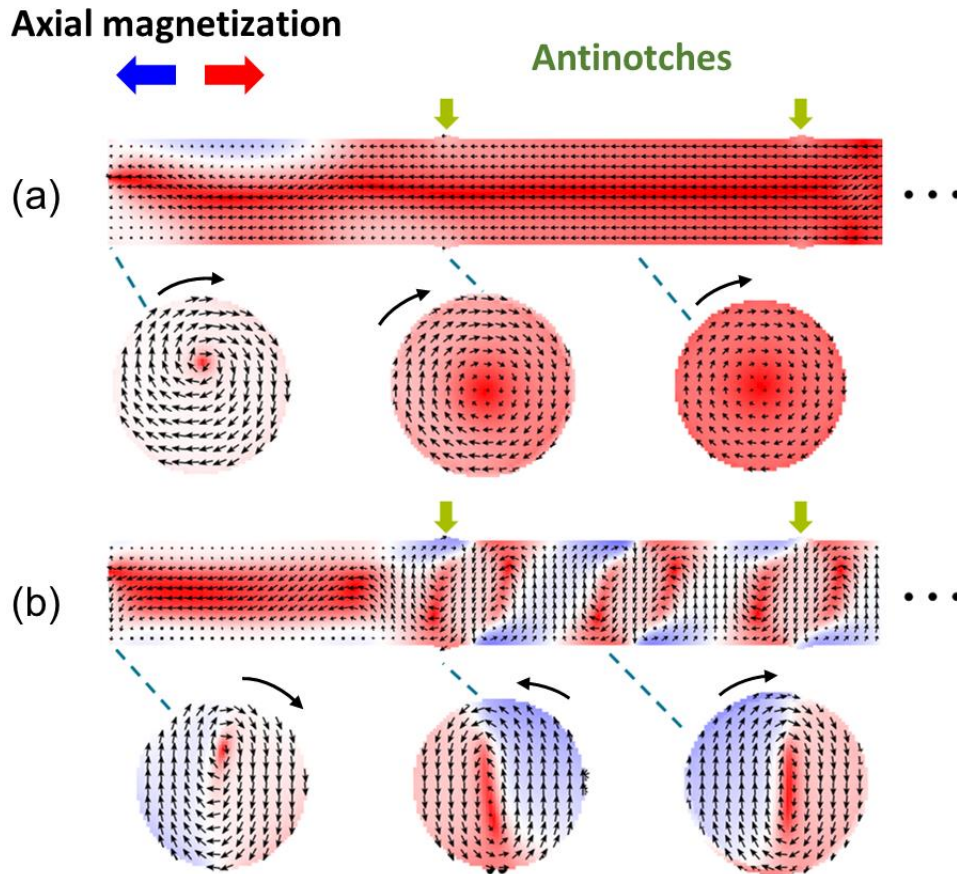 Axial magnetization
Antinotches
(a)
• • •
(b)
• • •